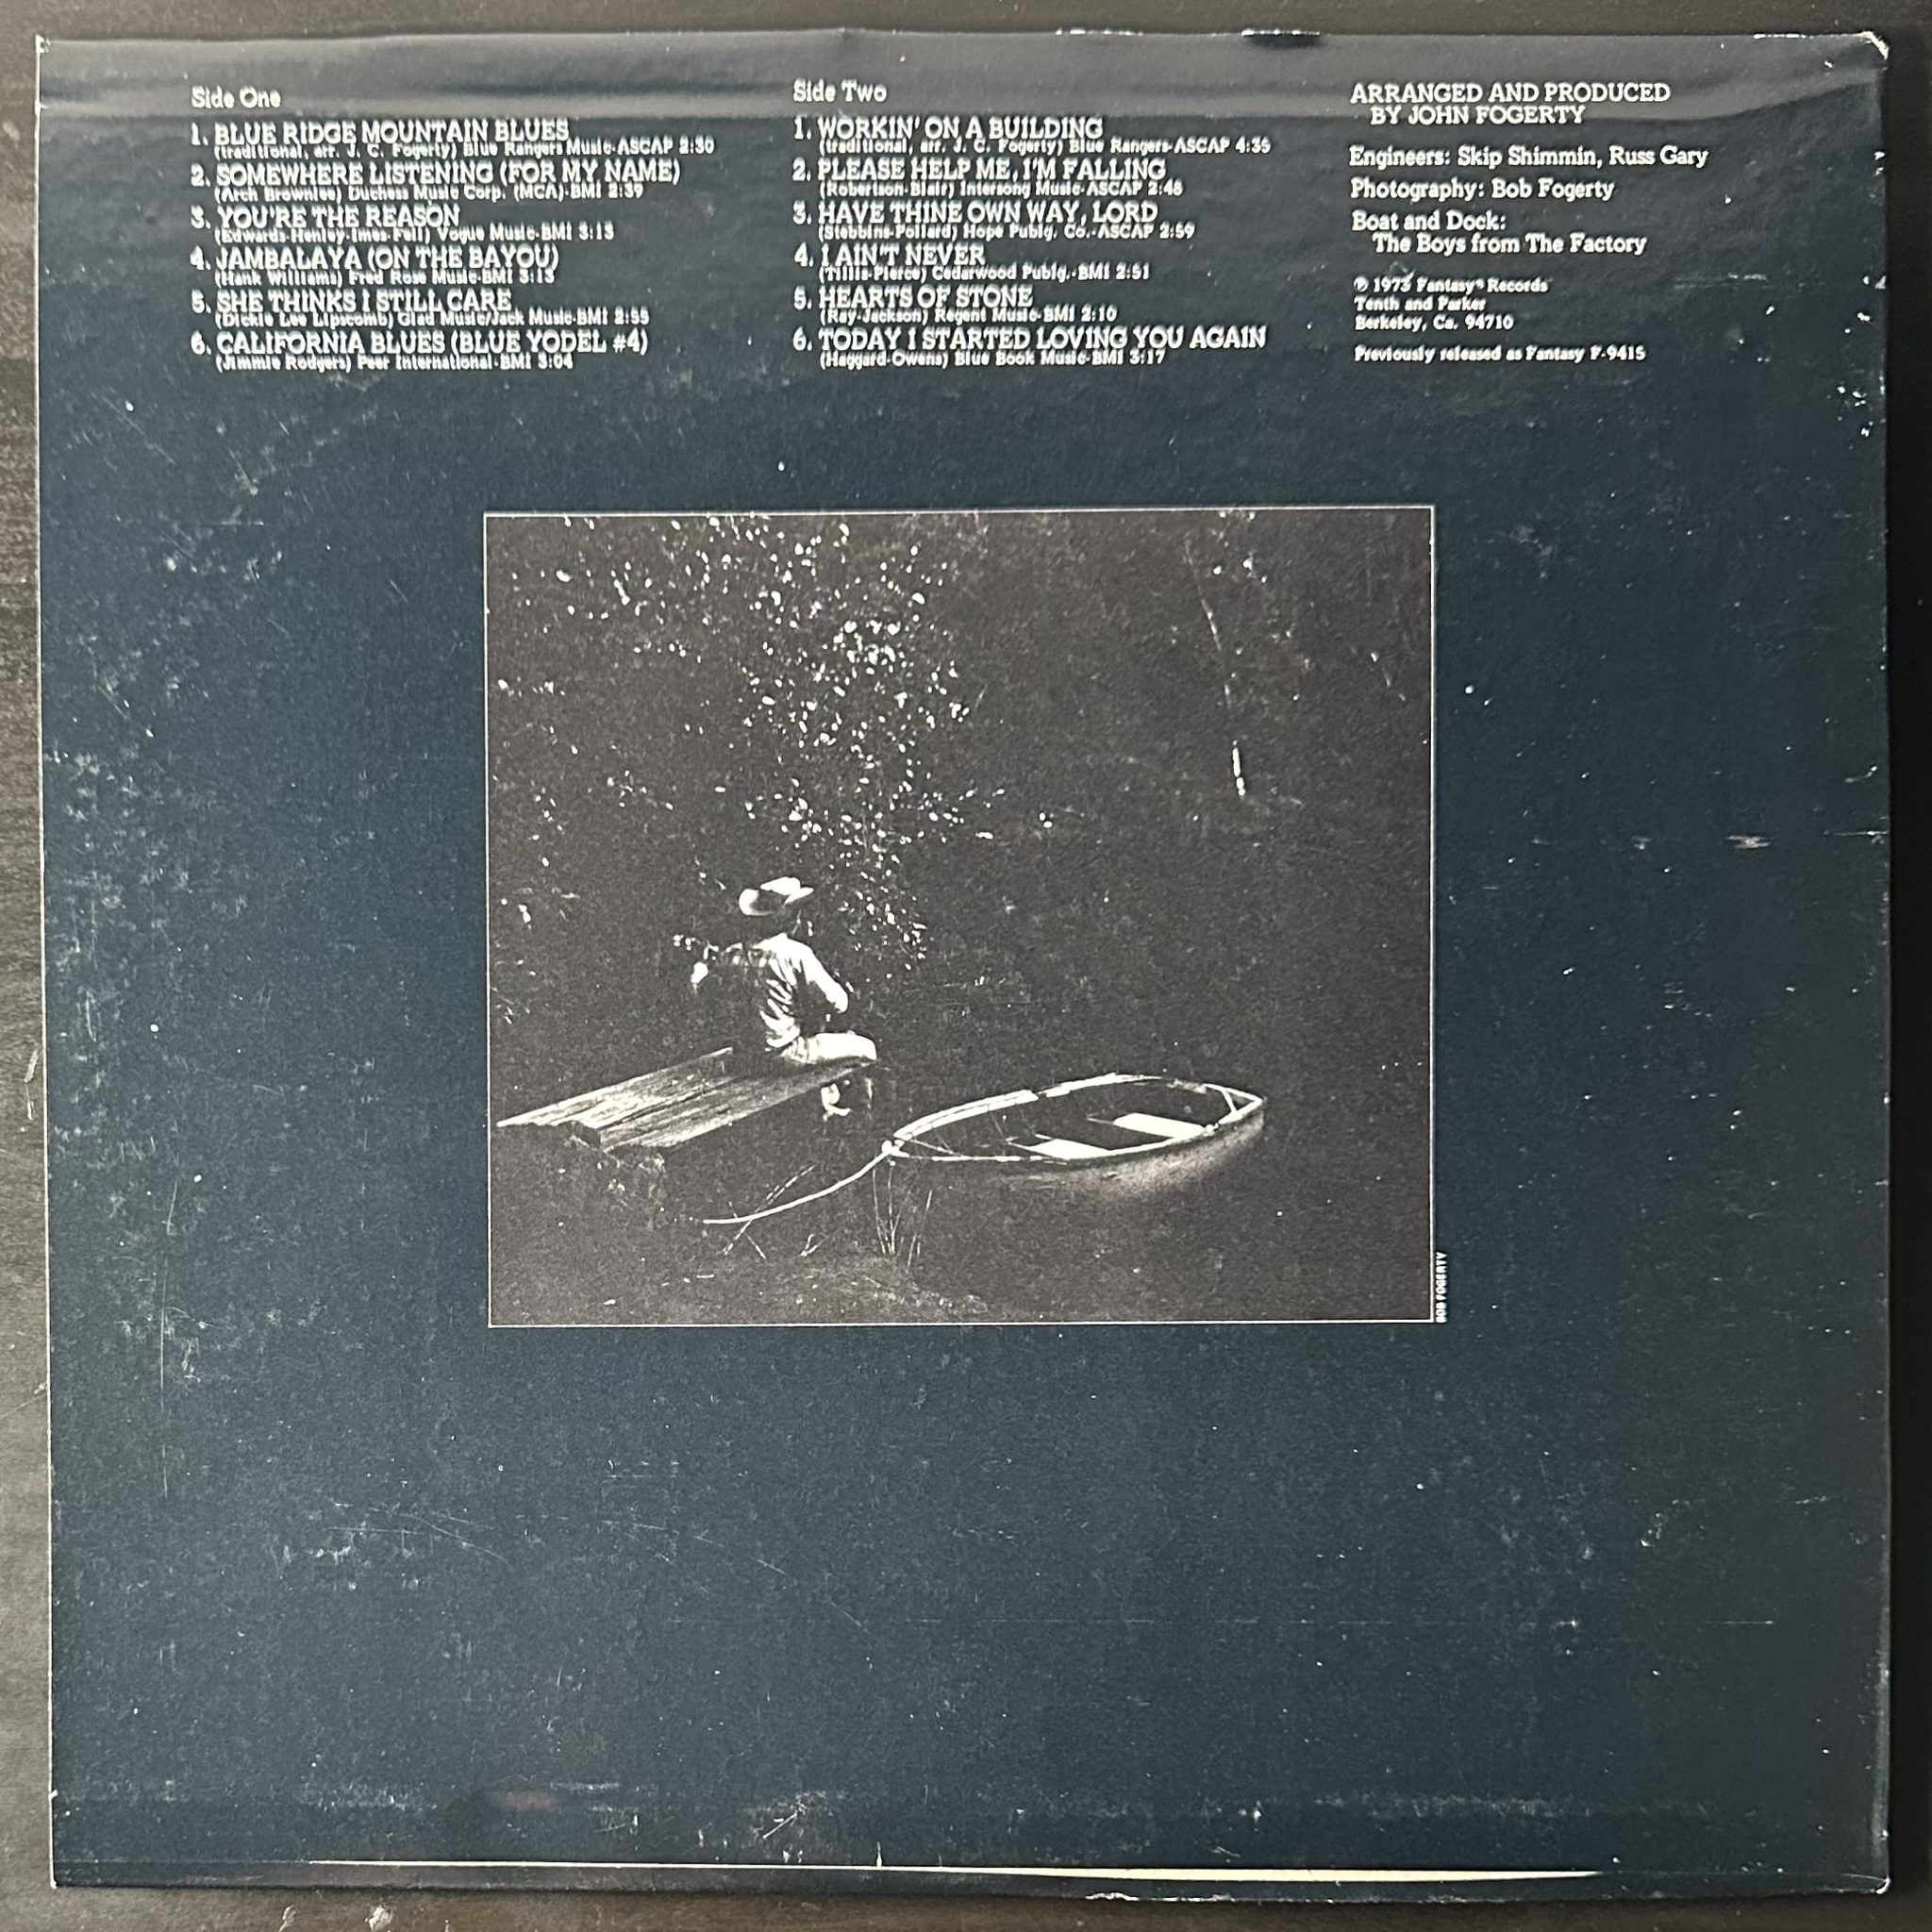 Side One
1. BLUE RIDGE MOUNTAIN BLUES
(traditional, arr. J. C. Fogerty) Blue Rangers Music-ASCAP 2:30
2. SOMEWHERE LISTENING (FOR MY NAME)
(Arch Brownlee) Duchess Music Corp. (MCA)-BMI 2:39
3. YOU'RE THE REASON
(Edwards-Henley-Imes-Fell) Vogue Music-BMI 3:13
4. JAMBALAYA (ON THE BAYOU)
(Hank Williams) Fred Rose Music-BMI 3:13
5. SHE THINKS I STILL CARE
(Dickie Lee Lipscomb) Glad Music/Jack Music-BMI 2:55
6. CALIFORNIA BLUES (BLUE YODEL #4)
(Jimmie Rodgers) Peer International-BMI 3:04
Side Two
1. WORKIN' ON A BUILDING
(traditional, arr. J. C. Fogerty) Blue Rangers-ASCAP 4:35
2. PLEASE HELP ME, I'M FALLING
(Robertson-Blair) Intersong Music-ASCAP 2:48
3. HAVE THINE OWN WAY, LORD
(Stebbins-Pollard) Hope Publg. Co.-ASCAP 2:59
4. I AIN'T NEVER
(Tillis-Pierce) Cedarwood Publg.-BMI 2:51
5. HEARTS OF STONE
(Ray-Jackson) Regent Music-BMI 2:10
6. TODAY I STARTED LOVING YOU AGAIN
(Haggard-Owens) Blue Book Music-BMI 3:17
ARRANGED AND PRODUCED
BY JOHN FOGERTY
Engineers: Skip Shimmin, Russ Gary
Photography: Bob Fogerty
Boat and Dock:
The Boys from The Factory
℗ 1973 Fantasy® Records
Tenth and Parker
Berkeley, Ca. 94710
Previously released as Fantasy F-9415
BOB FOGERTY